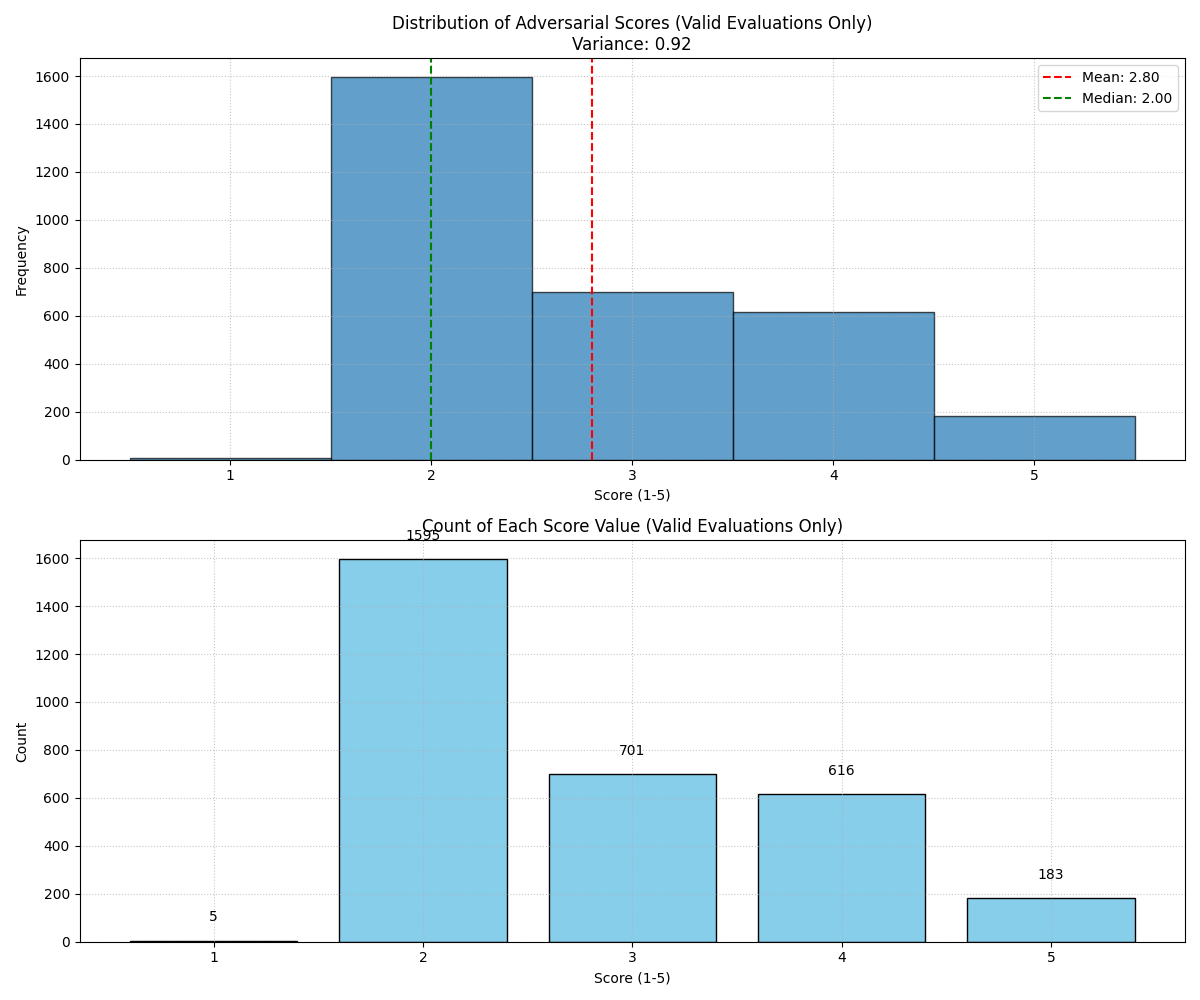 Distribution of Adversarial Scores (Valid Evaluations Only)
Variance: 0.92
Mean: 2.80
Median: 2.00
1600
1400
1200
1000
800
600
400
200
0
Frequency
1 2 3 4 5
Score (1-5)
Count of Each Score Value (Valid Evaluations Only)
1595
701
616
183
5
1600
1400
1200
1000
800
600
400
200
0
Count
1 2 3 4 5
Score (1-5)